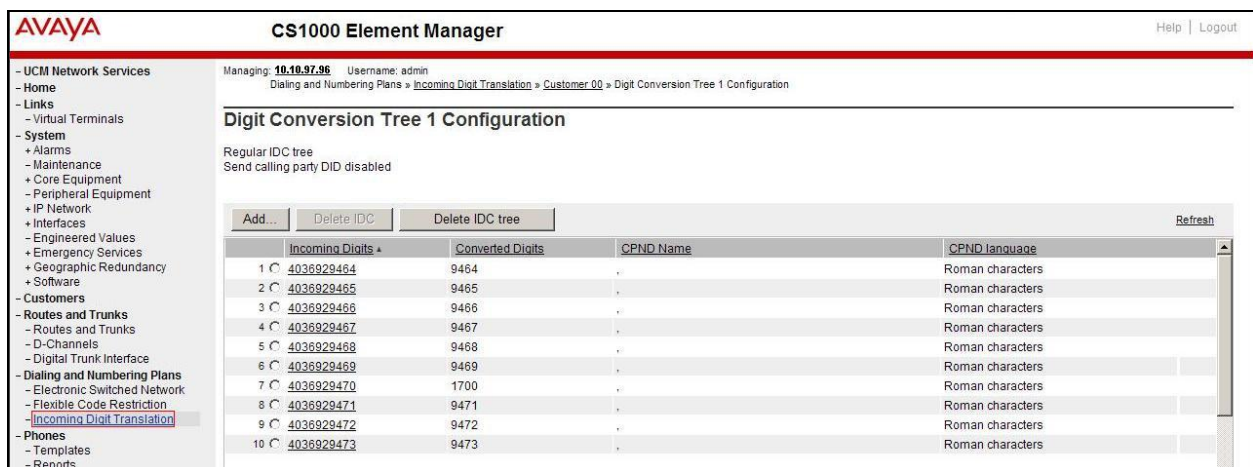 AVAYA
CS1000 Element Manager
Help | Logout
- UCM Network Services
- Home
- Links
- Virtual Terminals
- System
+ Alarms
- Maintenance
+ Core Equipment
- Peripheral Equipment
+ IP Network
+ Interfaces
- Engineered Values
+ Emergency Services
+ Geographic Redundancy
+ Software
- Customers
- Routes and Trunks
- Routes and Trunks
- D-Channels
- Digital Trunk Interface
- Dialing and Numbering Plans
- Electronic Switched Network
- Flexible Code Restriction
- Incoming Digit Translation
- Phones
- Templates
- Reports
Managing: 10.10.97.96 Username: admin
Dialing and Numbering Plans » Incoming Digit Translation » Customer 00 » Digit Conversion Tree 1 Configuration
Digit Conversion Tree 1 Configuration
Regular IDC tree
Send calling party DID disabled
Add... Delete IDC Delete IDC tree Refresh
Incoming Digits Converted Digits CPND Name CPND language
1 4036929464 9464 , Roman characters
2 4036929465 9465 , Roman characters
3 4036929466 9466 , Roman characters
4 4036929467 9467 , Roman characters
5 4036929468 9468 , Roman characters
6 4036929469 9469 , Roman characters
7 4036929470 1700 , Roman characters
8 4036929471 9471 , Roman characters
9 4036929472 9472 , Roman characters
10 4036929473 9473 , Roman characters